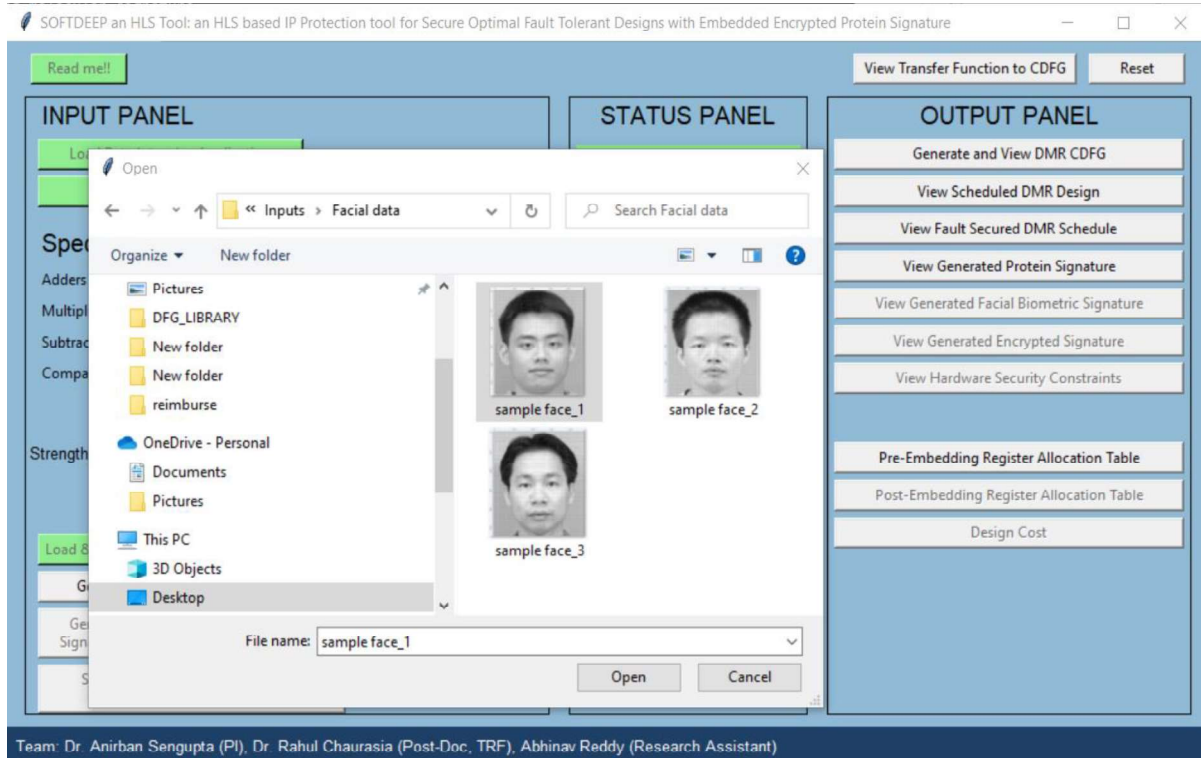 SOFTDEEP an HLS Tool: an HLS based IP Protection tool for Secure Optimal Fault Tolerant Designs with Embedded Encrypted Protein Signature
Read me!!
View Transfer Function to CDFG
Reset
INPUT PANEL
STATUS PANEL
OUTPUT PANEL
Open
« Inputs › Facial data
Search Facial data
Organize
New folder
Pictures
DFG_LIBRARY
New folder
New folder
reimburse
OneDrive - Personal
Documents
Pictures
This PC
3D Objects
Desktop
sample face_1
sample face_2
sample face_3
File name:
sample face_1
Open
Cancel
Adders
Strength
Load &
Generate and View DMR CDFG
View Scheduled DMR Design
View Fault Secured DMR Schedule
View Generated Protein Signature
View Generated Facial Biometric Signature
View Generated Encrypted Signature
View Hardware Security Constraints
Pre-Embedding Register Allocation Table
Post-Embedding Register Allocation Table
Design Cost
Team: Dr. Anirban Sengupta (PI), Dr. Rahul Chaurasia (Post-Doc, TRF), Abhinav Reddy (Research Assistant)